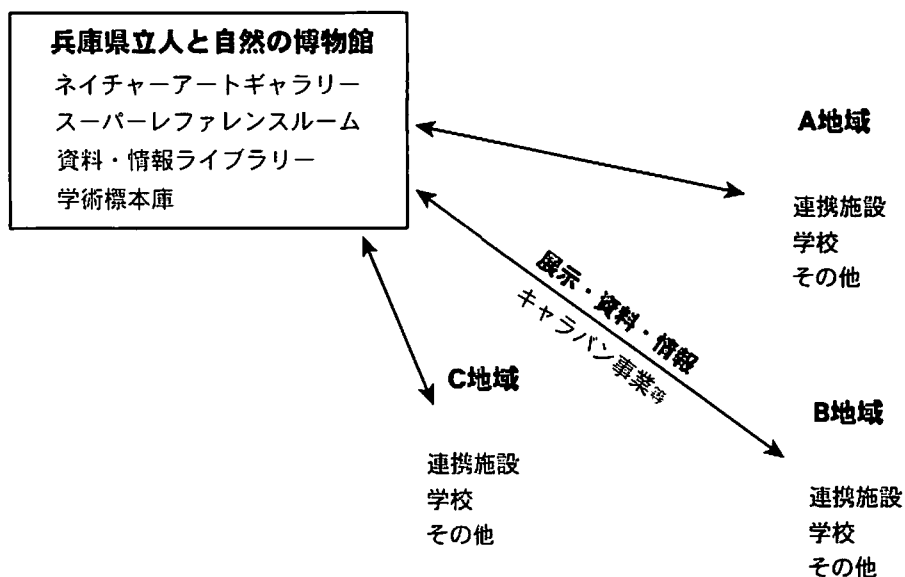 兵庫県立人と自然の博物館
ネイチャーアートギャラリー
スーパーレファレンスルーム
資料・情報ライブラリー
学術標本庫
A地域
連携施設
学校
その他
展示・資料・情報
キャラバン事業等
C地域
連携施設
学校
その他
B地域
連携施設
学校
その他